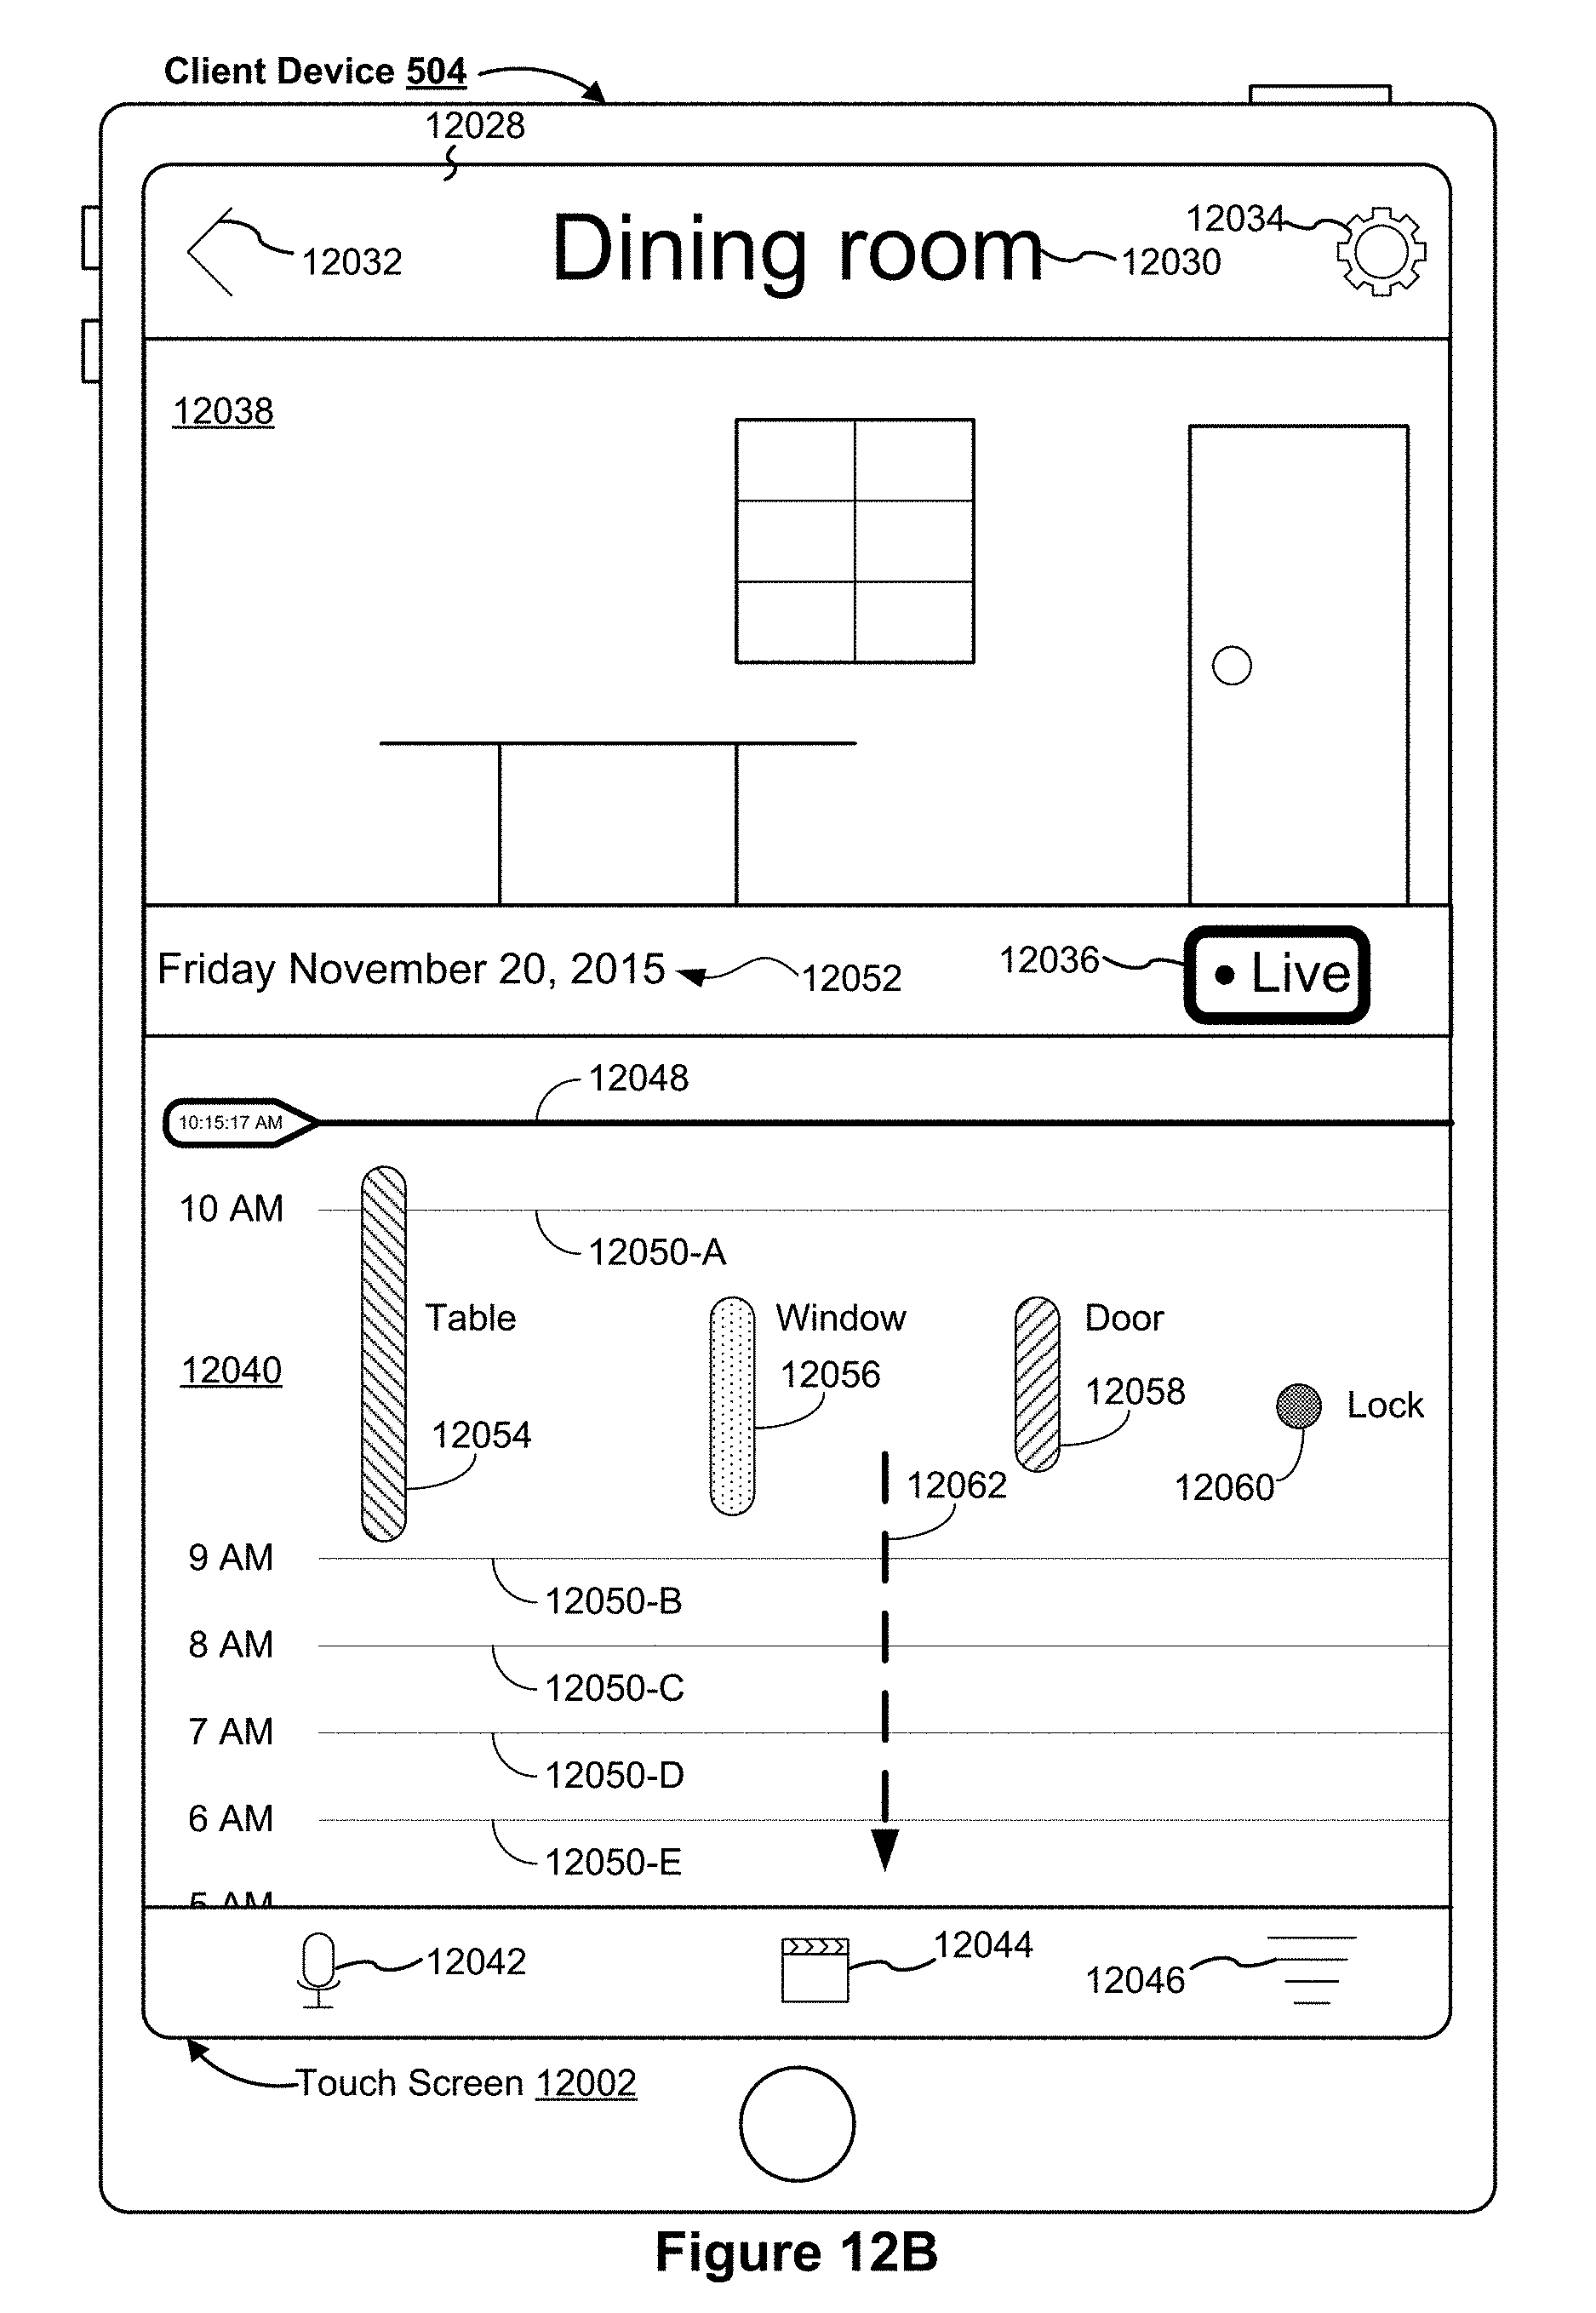 Client Device 504
12028
12032
Dining room
12030
12034
12038
Friday November 20, 2015
12052
12036
• Live
12048
10:15:17 AM
10 AM
12050-A
Table
Window
Door
12040
12056
12058
Lock
12054
12062
12060
9 AM
12050-B
8 AM
12050-C
7 AM
12050-D
6 AM
12050-E
5 AM
12042
12044
12046
Touch Screen 12002
Figure 12B